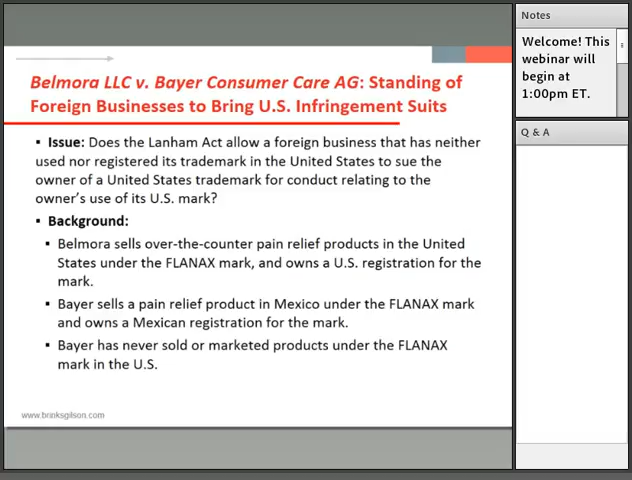 Belmora LLC v. Bayer Consumer Care AG: Standing of
Foreign Businesses to Bring U.S. Infringement Suits
▪ Issue: Does the Lanham Act allow a foreign business that has neither
used nor registered its trademark in the United States to sue the
owner of a United States trademark for conduct relating to the
owner's use of its U.S. mark?
▪ Background:
▪ Belmora sells over-the-counter pain relief products in the United
States under the FLANAX mark, and owns a U.S. registration for the
mark.
▪ Bayer sells a pain relief product in Mexico under the FLANAX mark
and owns a Mexican registration for the mark.
▪ Bayer has never sold or marketed products under the FLANAX
mark in the U.S.
www.brinksgilson.com
Notes
Welcome! This
webinar will
begin at
1:00pm ET.
Q & A